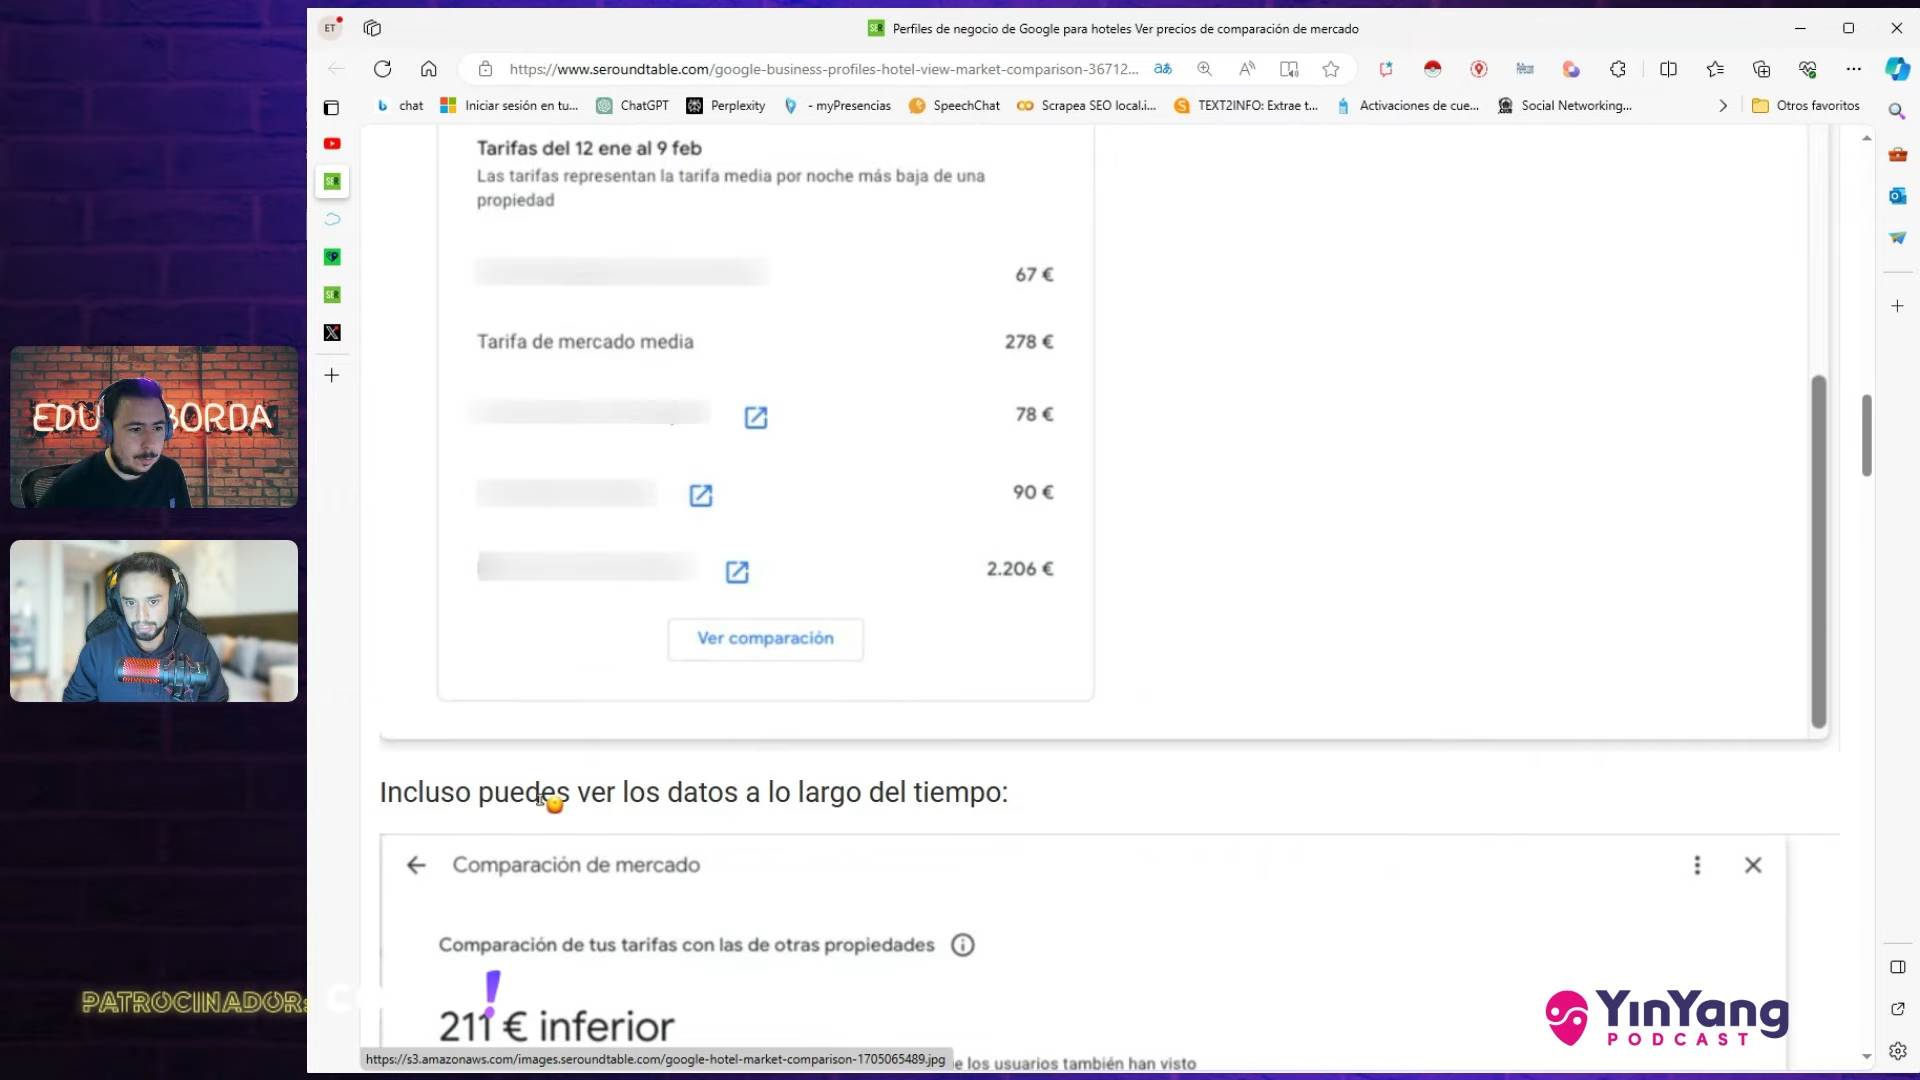 ET
SER Perfiles de negocio de Google para hoteles Ver precios de comparación de mercado
https://www.seroundtable.com/google-business-profiles-hotel-view-market-comparison-36712...
chat
Iniciar sesión en tu...
ChatGPT
Perplexity
- myPresencias
SpeechChat
Scrapea SEO local.i...
TEXT2INFO: Extrae t...
Activaciones de cue...
Social Networking...
Otros favoritos
Tarifas del 12 ene al 9 feb
Las tarifas representan la tarifa media por noche más baja de una
propiedad
67 €
Tarifa de mercado media 278 €
78 €
90 €
2.206 €
Ver comparación
Incluso puedes ver los datos a lo largo del tiempo:
Comparación de mercado
Comparación de tus tarifas con las de otras propiedades
211 € inferior
e los usuarios también han visto
https://s3.amazonaws.com/images.seroundtable.com/google-hotel-market-comparison-1705065489.jpg
EDU BORDA
PATROCINADOR:
YinYang
PODCAST